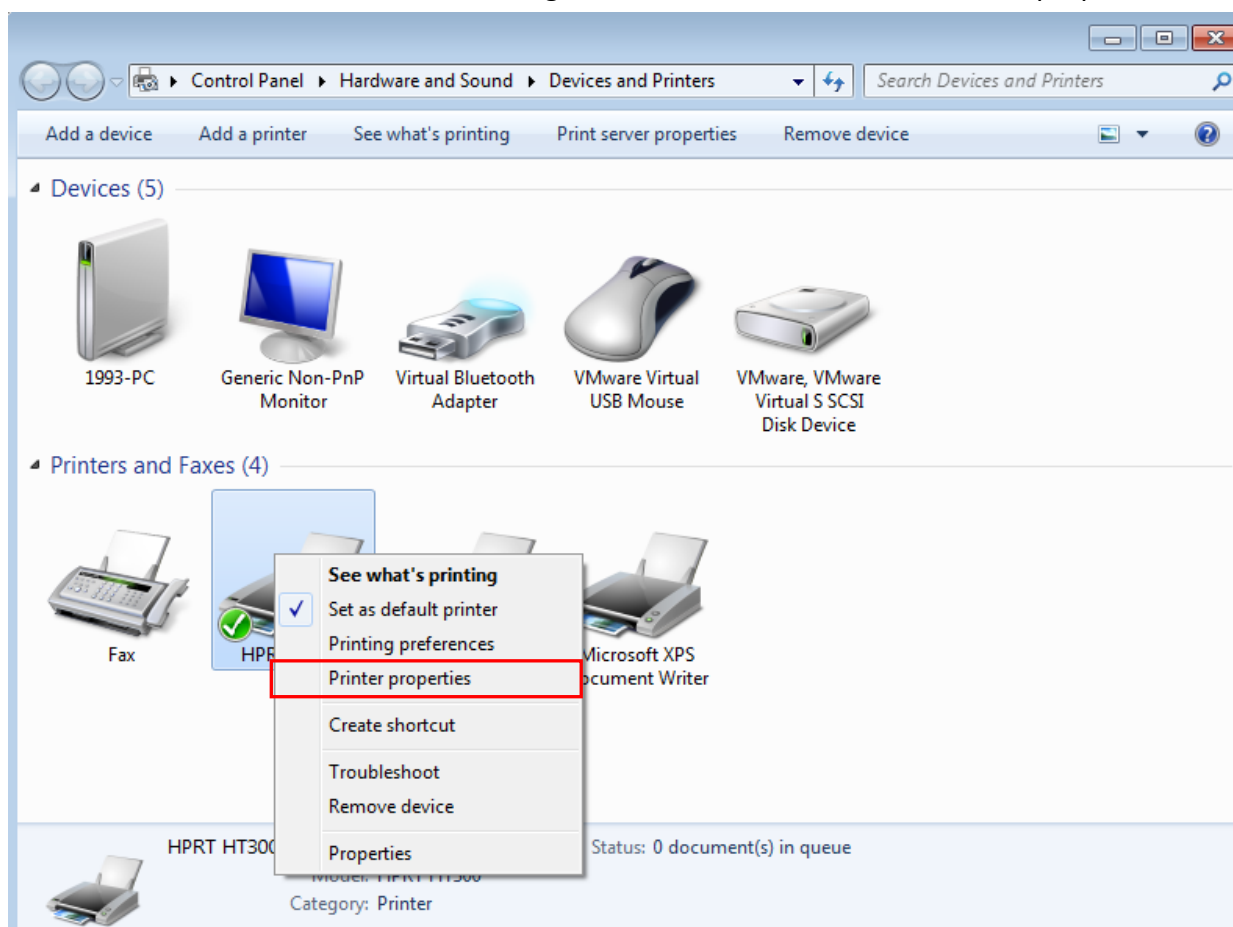 Control Panel ▸ Hardware and Sound ▸ Devices and Printers
Search Devices and Printers
Add a device Add a printer See what's printing Print server properties Remove device
Devices (5)
1993-PC
Generic Non-PnP
Monitor
Virtual Bluetooth
Adapter
VMware Virtual
USB Mouse
VMware, VMware
Virtual S SCSI
Disk Device
Printers and Faxes (4)
Fax
HPR
Microsoft XPS
ocument Writer
See what's printing
Set as default printer
Printing preferences
Printer properties
Create shortcut
Troubleshoot
Remove device
Properties
HPRT HT300
Status: 0 document(s) in queue
Category: Printer